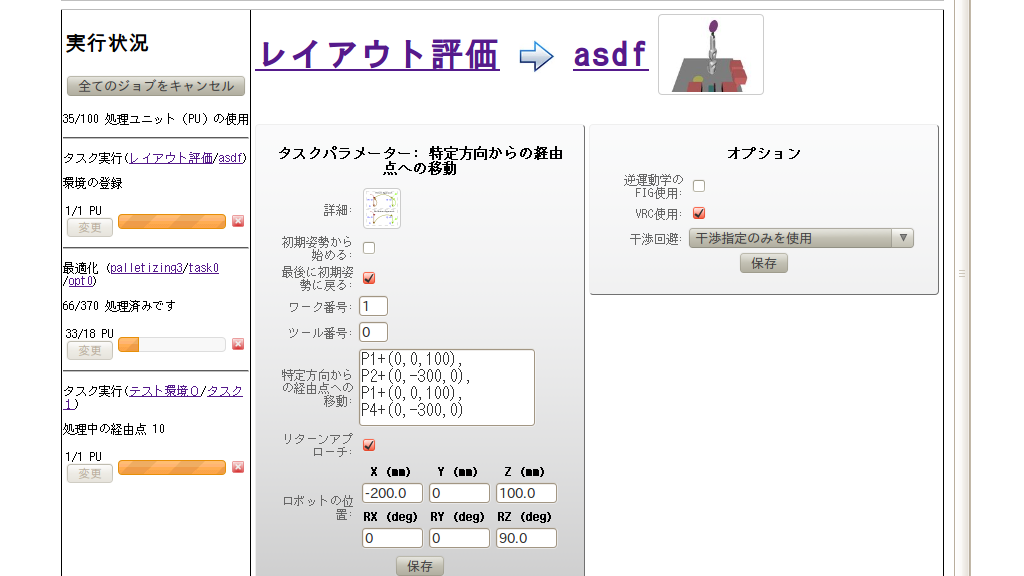 実行状況
全てのジョブをキャンセル
35/100 処理ユニット（PU）の使用
タスク実行(レイアウト評価/asdf)
環境の登録
1/1 PU
変更
最適化 (palletizing3/task0
/opt0)
66/370 処理済みです
33/18 PU
変更
タスク実行(テスト環境０/タスク
１)
処理中の経由点 10
1/1 PU
変更
レイアウト評価 asdf
タスクパラメーター: 特定方向からの経由
点への移動
詳細:
初期姿勢から
始める:
最後に初期姿
勢に戻る:
ワーク番号: 1
ツール番号: 0
特定方向から
の経由点への
移動:
P1+(0,0,100),
P2+(0,-300,0),
P1+(0,0,100),
P4+(0,-300,0)
リターンアプ
ローチ:
ロボットの位
置:
X (mm) Y (mm) Z (mm)
-200.0 0 100.0
RX (deg) RY (deg) RZ (deg)
0 0 90.0
保存
オプション
逆運動学の
FIG使用:
VRC使用:
干渉回避: 干渉指定のみを使用
保存